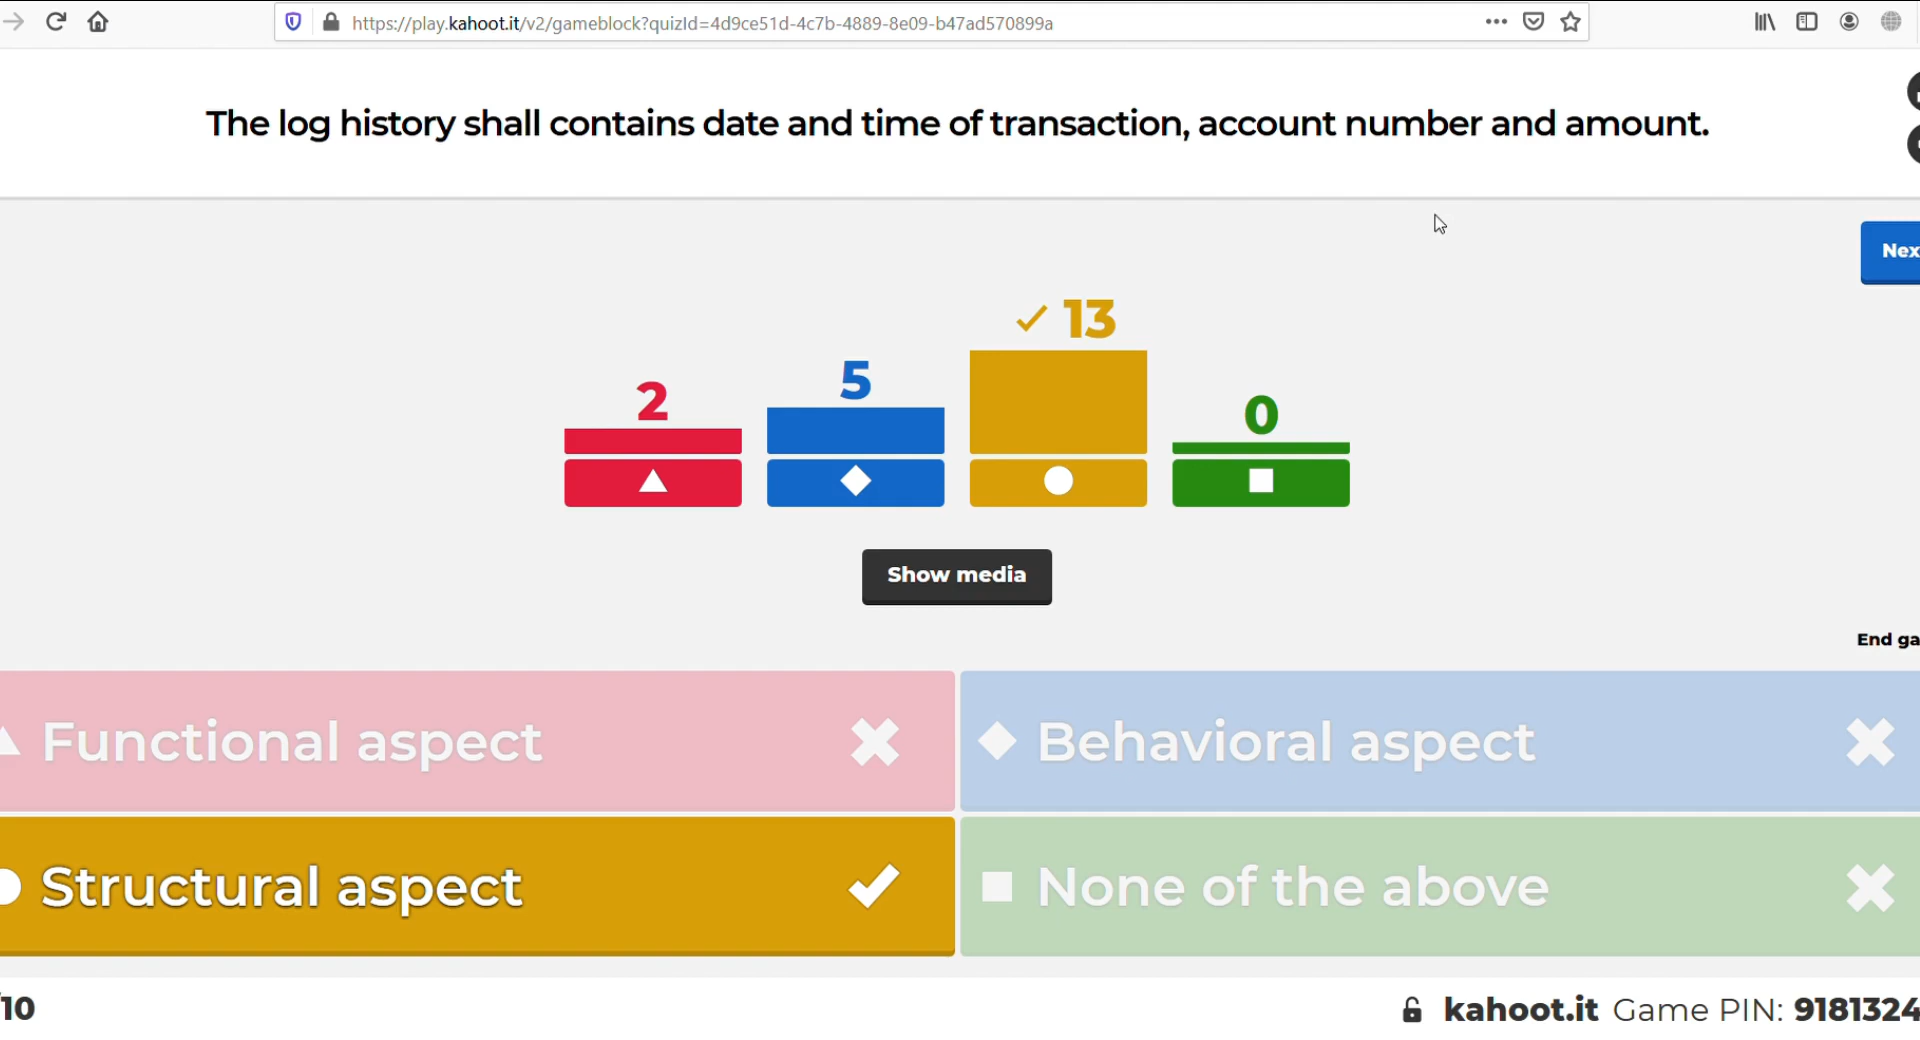 https://play.kahoot.it/v2/gameblock?quizId=4d9ce51d-4c7b-4889-8e09-b47ad570899a
The log history shall contains date and time of transaction, account number and amount.
Nex
13
5
2
0
Show media
End ga
Functional aspect
Behavioral aspect
Structural aspect
None of the above
/10
kahoot.it Game PIN: 9181324